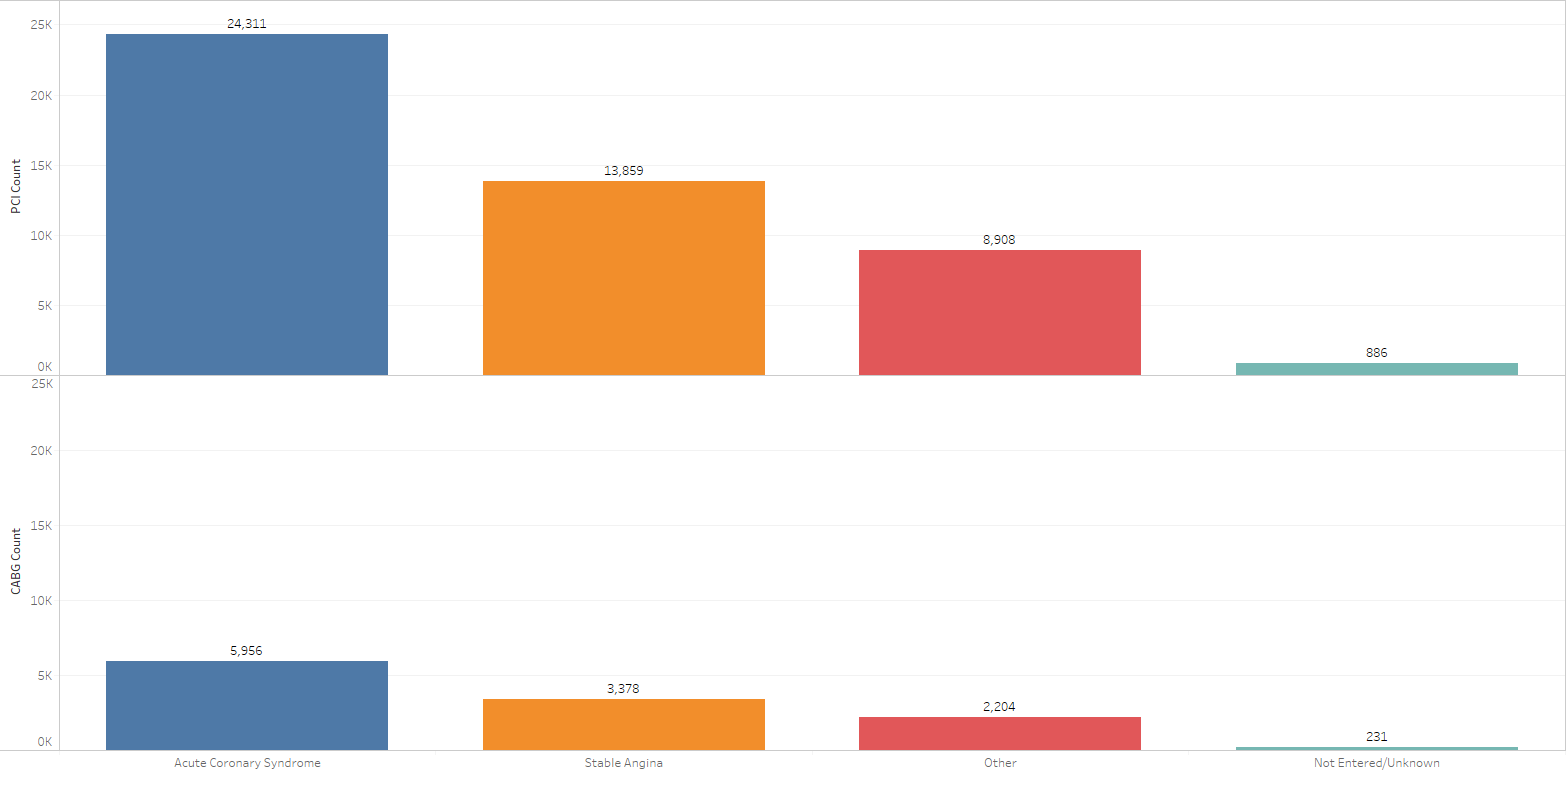 25K
24,311
20K
15K
13,859
10K
8,908
5K
886
0K
PCI Count
25K
20K
15K
10K
5,956
5K
3,378
2,204
231
0K
CABG Count
Acute Coronary Syndrome
Stable Angina
Other
Not Entered/Unknown